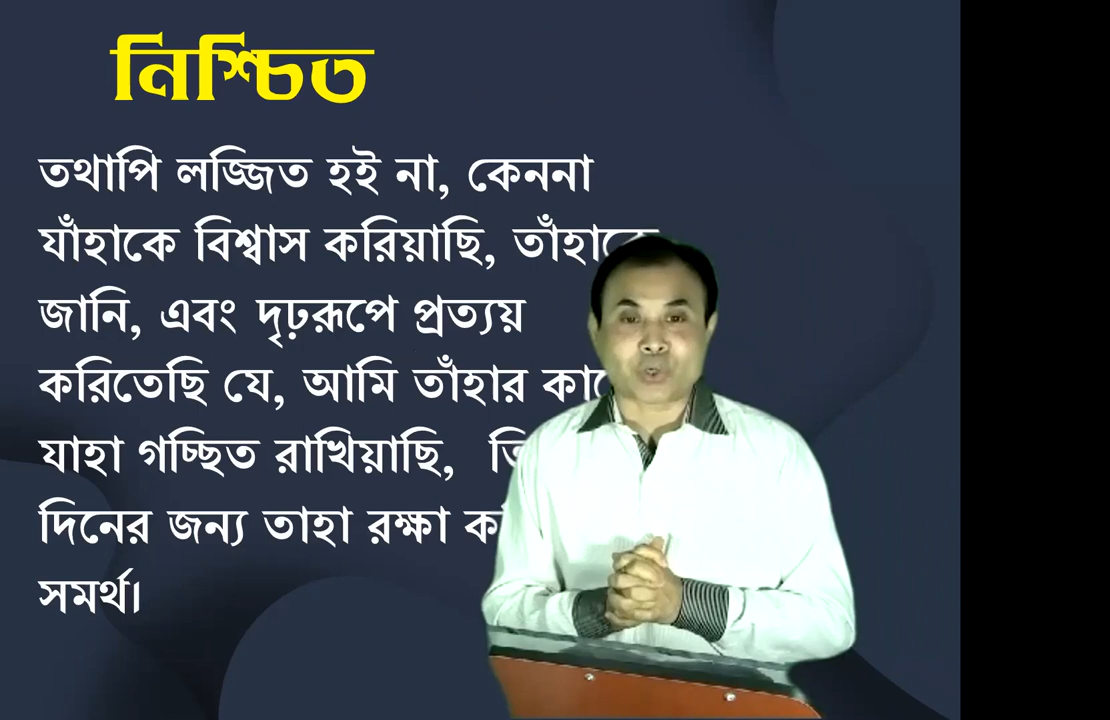 নিশ্চিত
তথাপি লজ্জিত হই না, কেননা
যাঁহাকে বিশ্বাস করিয়াছি, তাঁহাকে
জানি, এবং দৃঢ়রূপে প্রত্যয়
করিতেছি যে, আমি তাঁহার
যাহা গচ্ছিত রাখিয়াছি,
দিনের জন্য তাহা রক্ষা
সমর্থ।